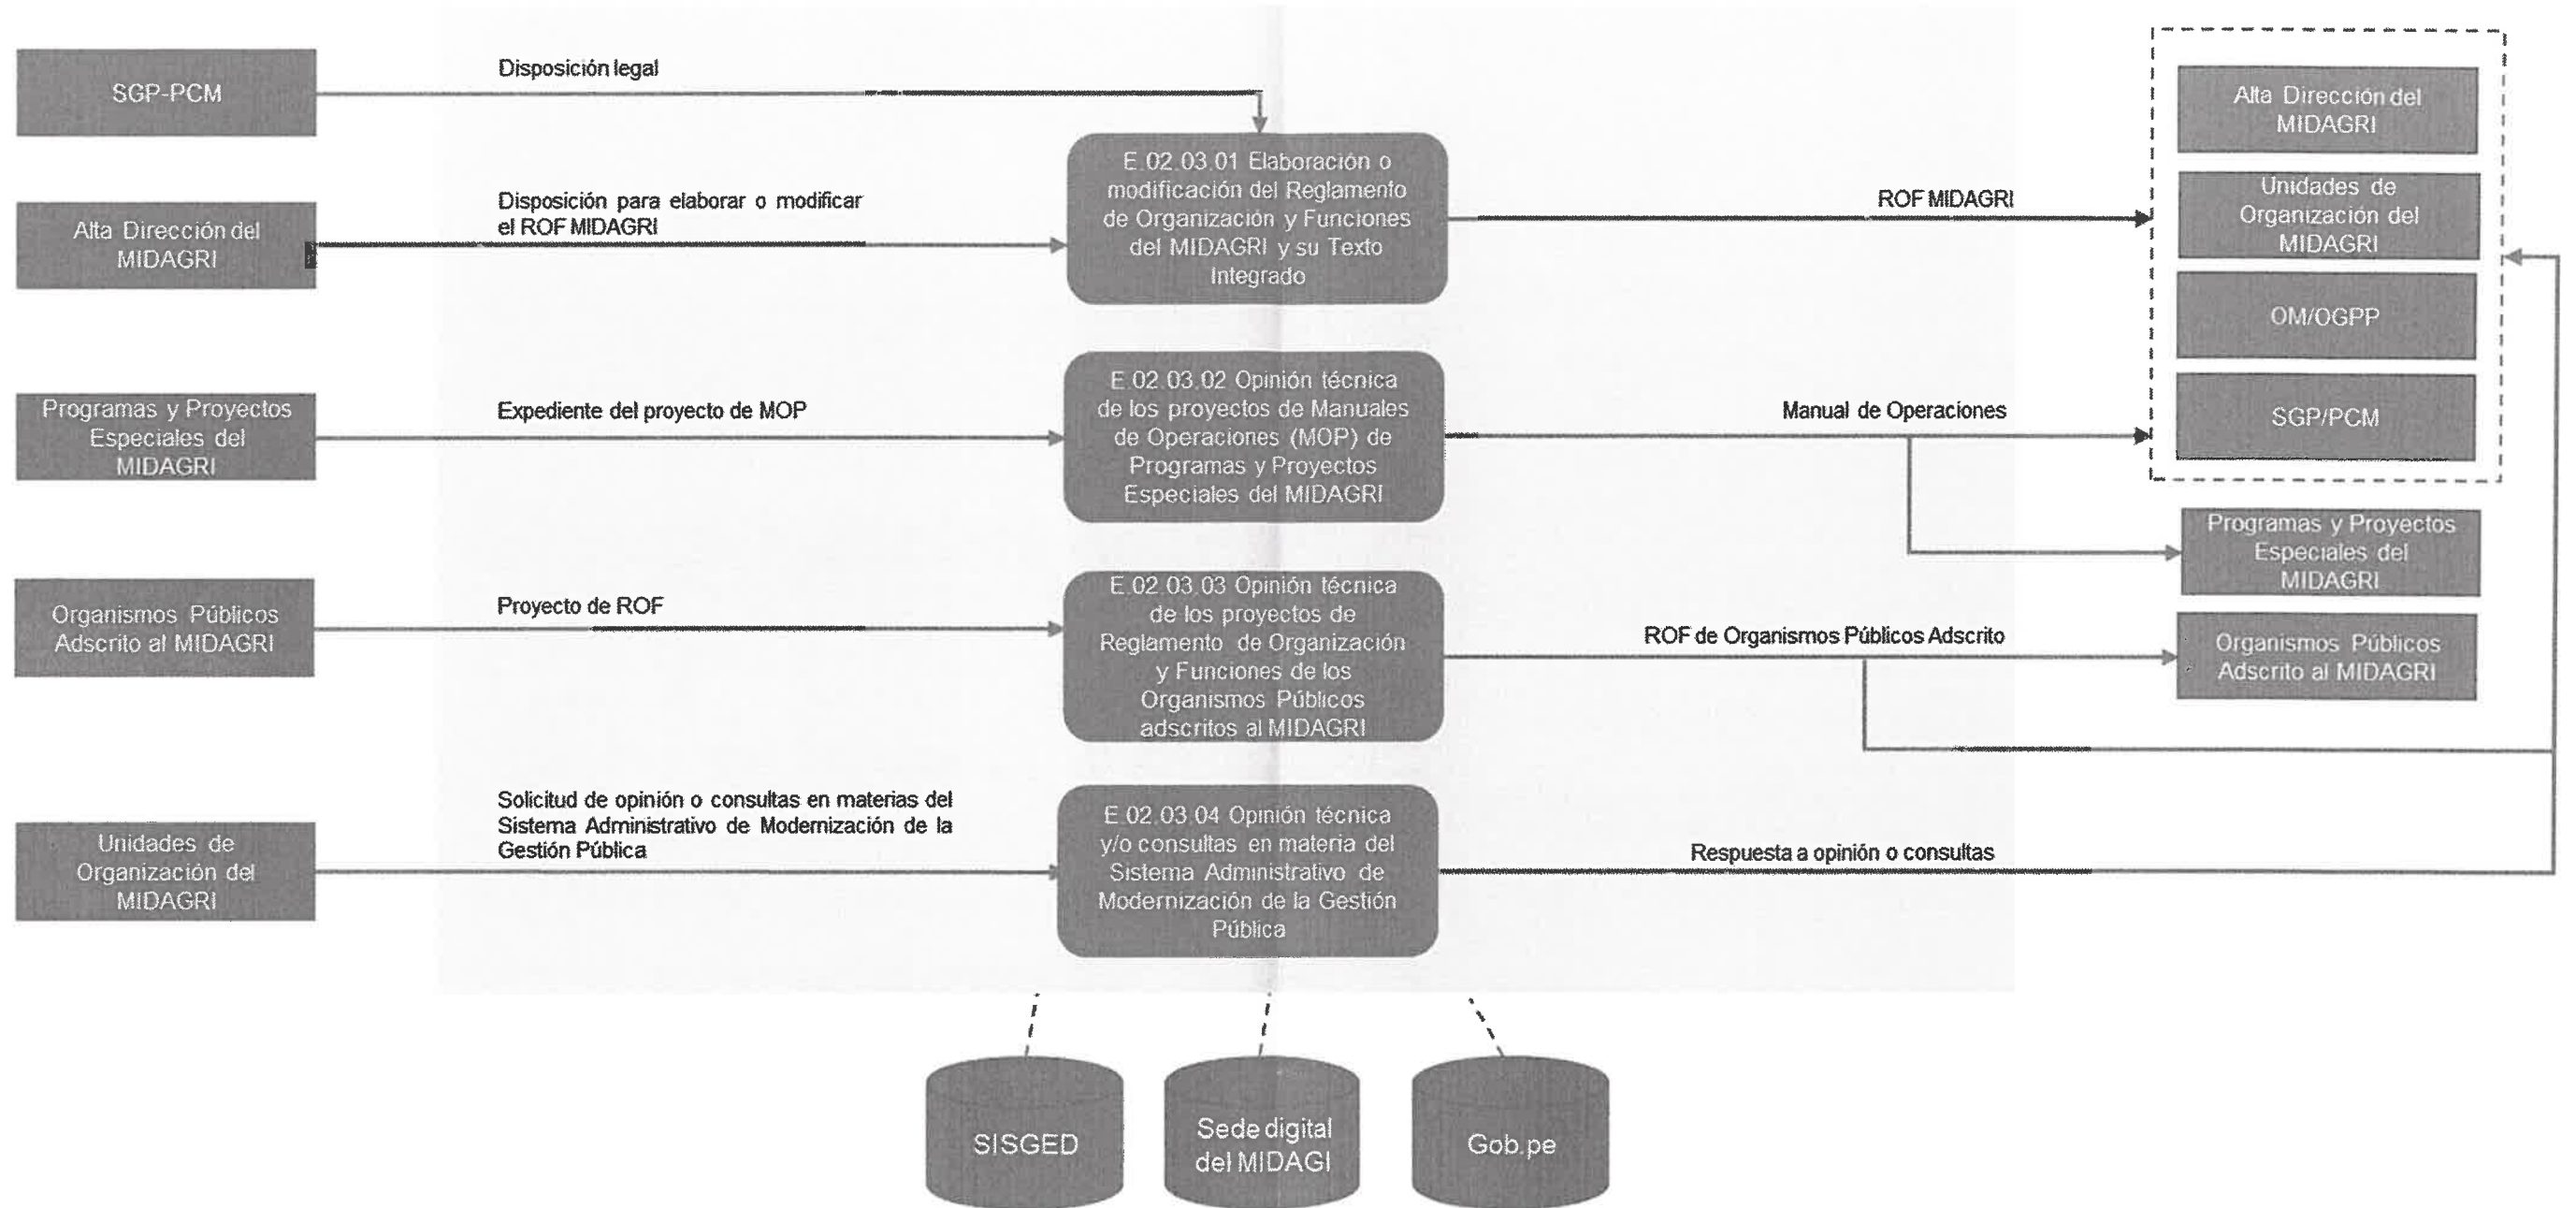 SGP-PCM
Disposición legal
Alta Dirección del
MIDAGRI
Disposición para elaborar o modificar
el ROF MIDAGRI
E.02.03.01 Elaboración o
modificación del Reglamento
de Organización y Funciones
del MIDAGRI y su Texto
Integrado
ROF MIDAGRI
Alta Dirección del
MIDAGRI
Unidades de
Organización del
MIDAGRI
OM/OGPP
SGP/PCM
Programas y Proyectos
Especiales del
MIDAGRI
Expediente del proyecto de MOP
E.02.03.02 Opinión técnica
de los proyectos de Manuales
de Operaciones (MOP) de
Programas y Proyectos
Especiales del MIDAGRI
Manual de Operaciones
Programas y Proyectos
Especiales del
MIDAGRI
Organismos Públicos
Adscrito al MIDAGRI
Proyecto de ROF
E.02.03.03 Opinión técnica
de los proyectos de
Reglamento de Organización
y Funciones de los
Organismos Públicos
adscritos al MIDAGRI
ROF de Organismos Públicos Adscrito
Organismos Públicos
Adscrito al MIDAGRI
Unidades de
Organización del
MIDAGRI
Solicitud de opinión o consultas en materias del
Sistema Administrativo de Modernización de la
Gestión Pública
E.02.03.04 Opinión técnica
y/o consultas en materia del
Sistema Administrativo de
Modernización de la Gestión
Pública
Respuesta a opinión o consultas
SISGED
Sede digital
del MIDAGI
Gob.pe